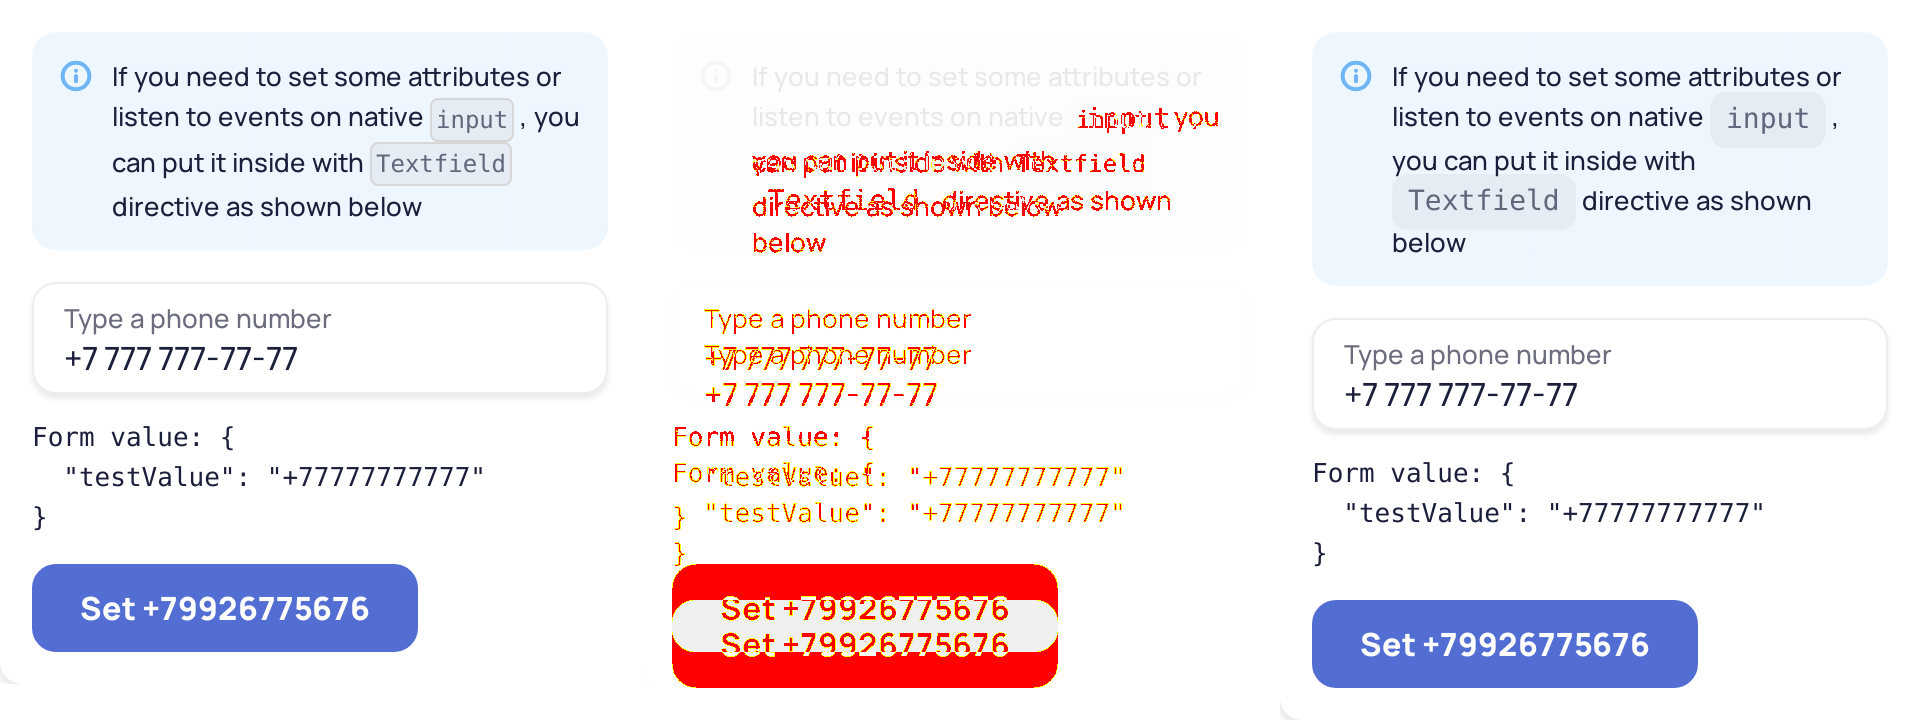 If you need to set some attributes or
listen to events on native input , you
can put it inside with Textfield
directive as shown below
Type a phone number
+7 777 777-77-77
Form value: {
"testValue": "+77777777777"
}
Set +79926775676
If you need to set some attributes or
listen to events on native you
Textfield directive as shown
below
Type a phone number
+7 777 777-77-77
Form value: {
"testValue": "+77777777777"
}
}
Set +79926775676
Set +79926775676
If you need to set some attributes or
listen to events on native input ,
you can put it inside with
Textfield directive as shown
below
Type a phone number
+7 777 777-77-77
Form value: {
"testValue": "+77777777777"
}
Set +79926775676